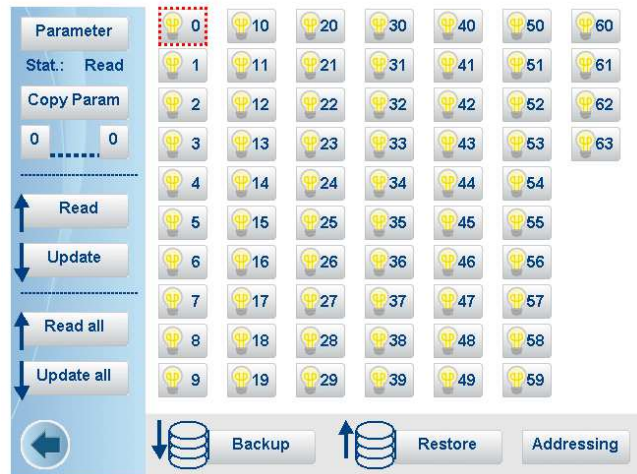 Parameter
Stat.: Read
Copy Param
0 0
Read
Update
Read all
Update all
0 10 20 30 40 50 60
1 11 21 31 41 51 61
2 12 22 32 42 52 62
3 13 23 33 43 53 63
4 14 24 34 44 54
5 15 25 35 45 55
6 16 26 36 46 56
7 17 27 37 47 57
8 18 28 38 48 58
9 19 29 39 49 59
Backup Restore Addressing